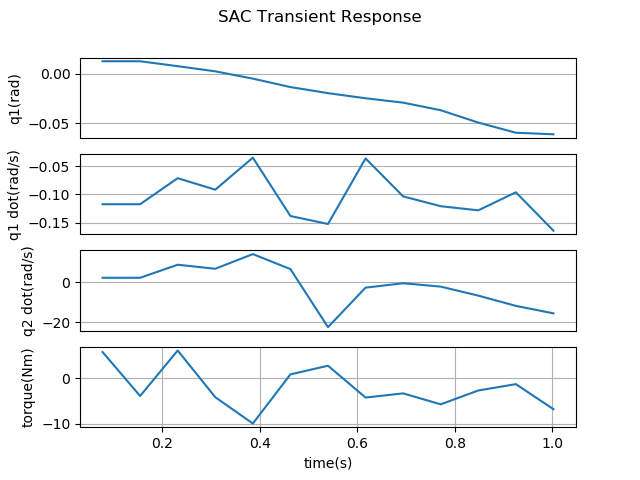 SAC Transient Response
0.00
−0.05
q1(rad)
−0.05
−0.10
−0.15
q1 dot(rad/s)
0
−20
q2 dot(rad/s)
0
−10
torque(Nm)
0.2 0.4 0.6 0.8 1.0
time(s)